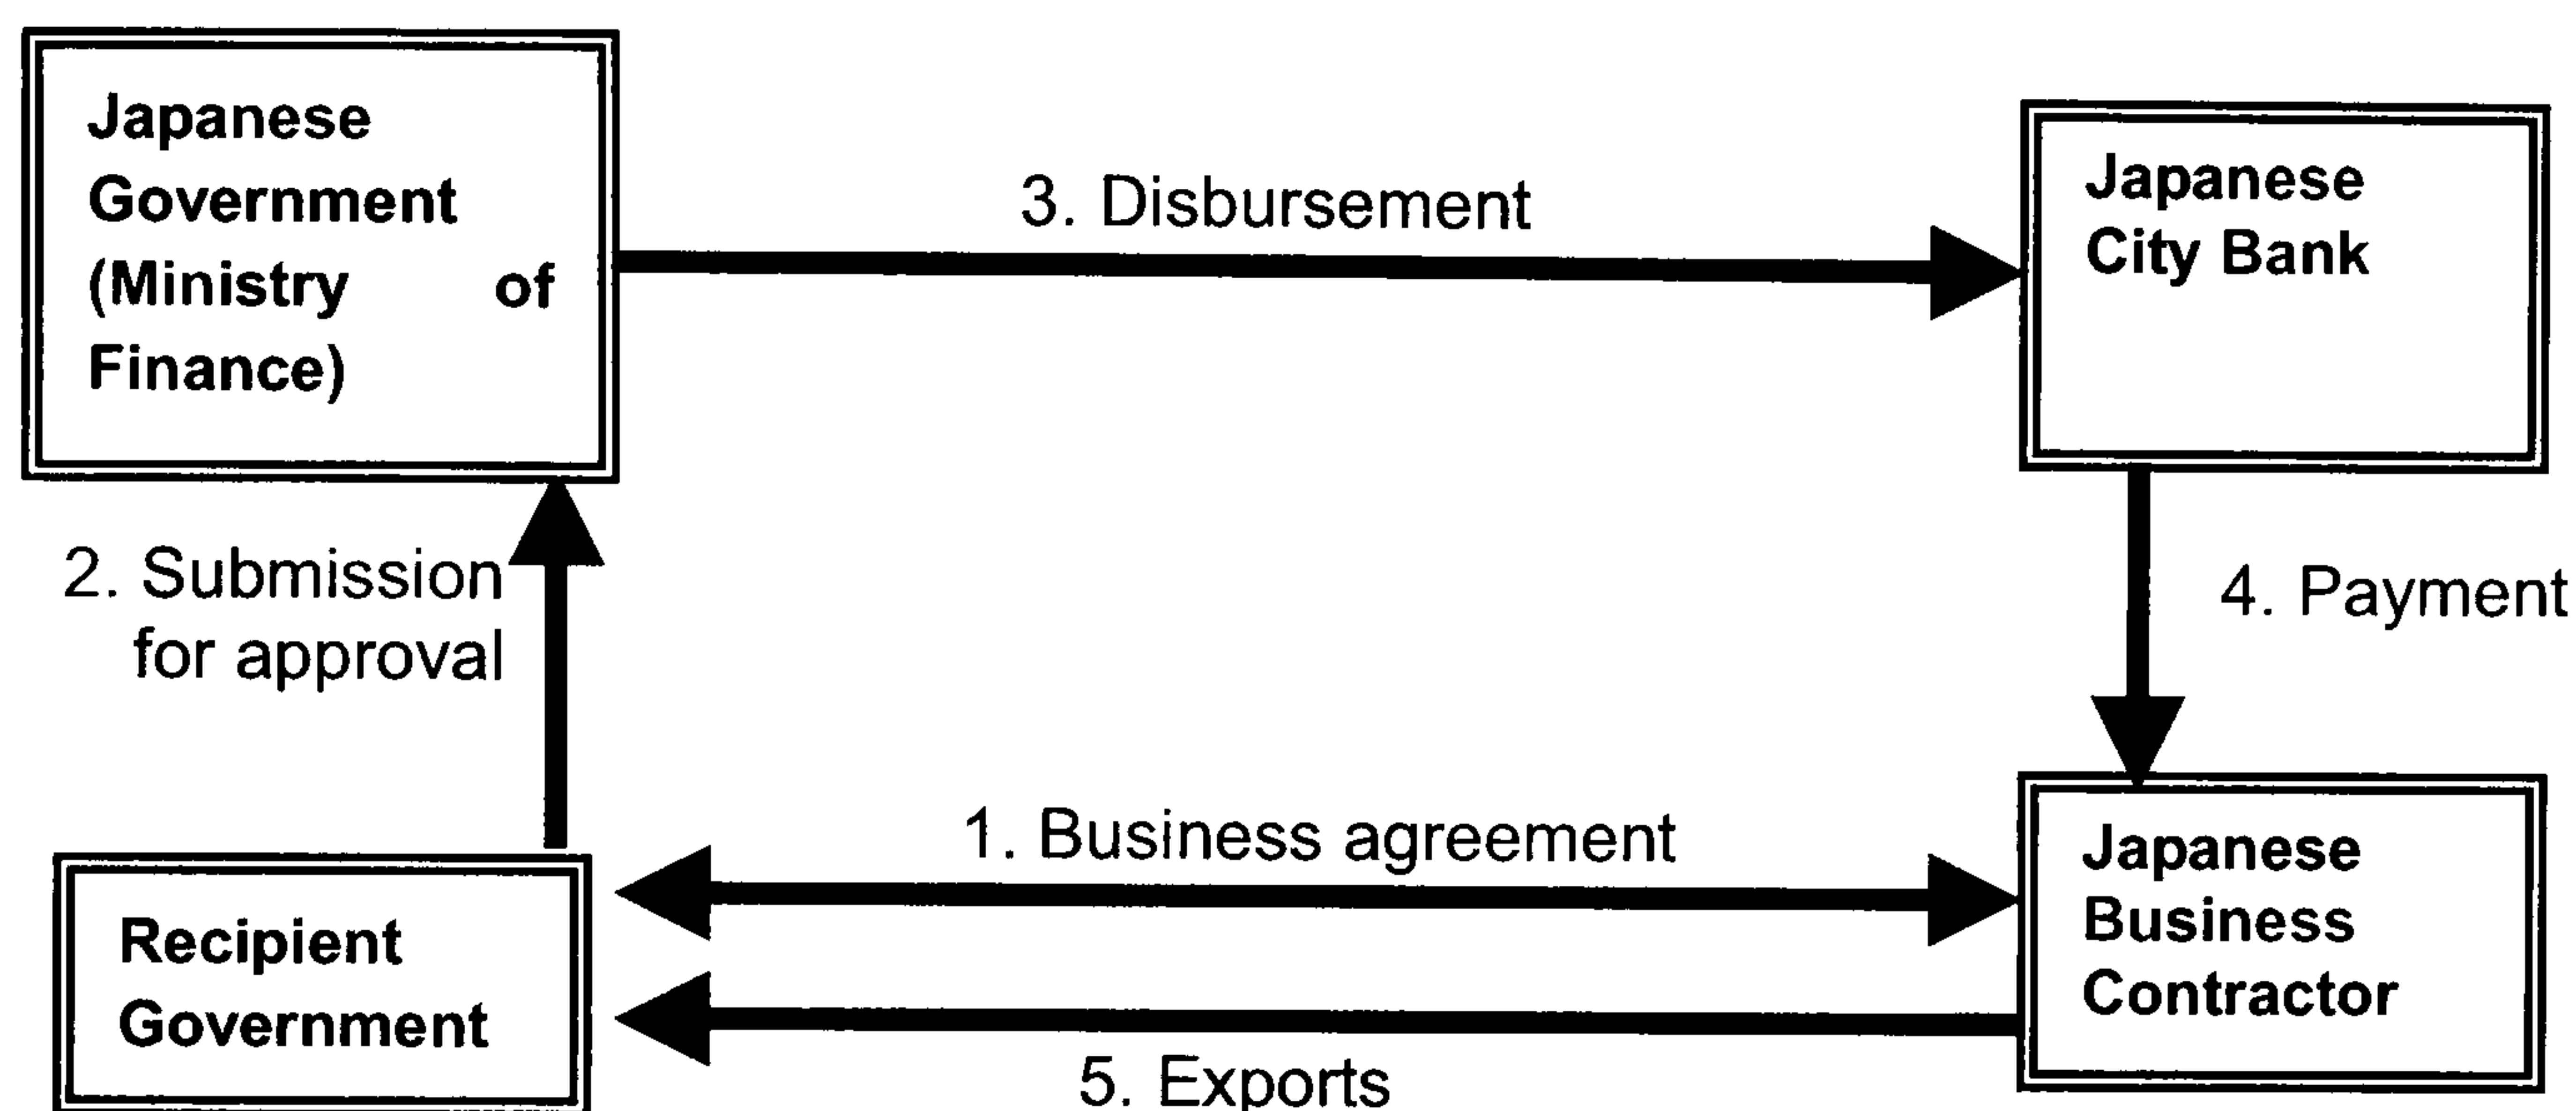 Japanese
Government
(Ministry of
Finance)
3. Disbursement
Japanese
City Bank
2. Submission
for approval
4. Payment
1. Business agreement
Recipient
Government
Japanese
Business
Contractor
5. Exports